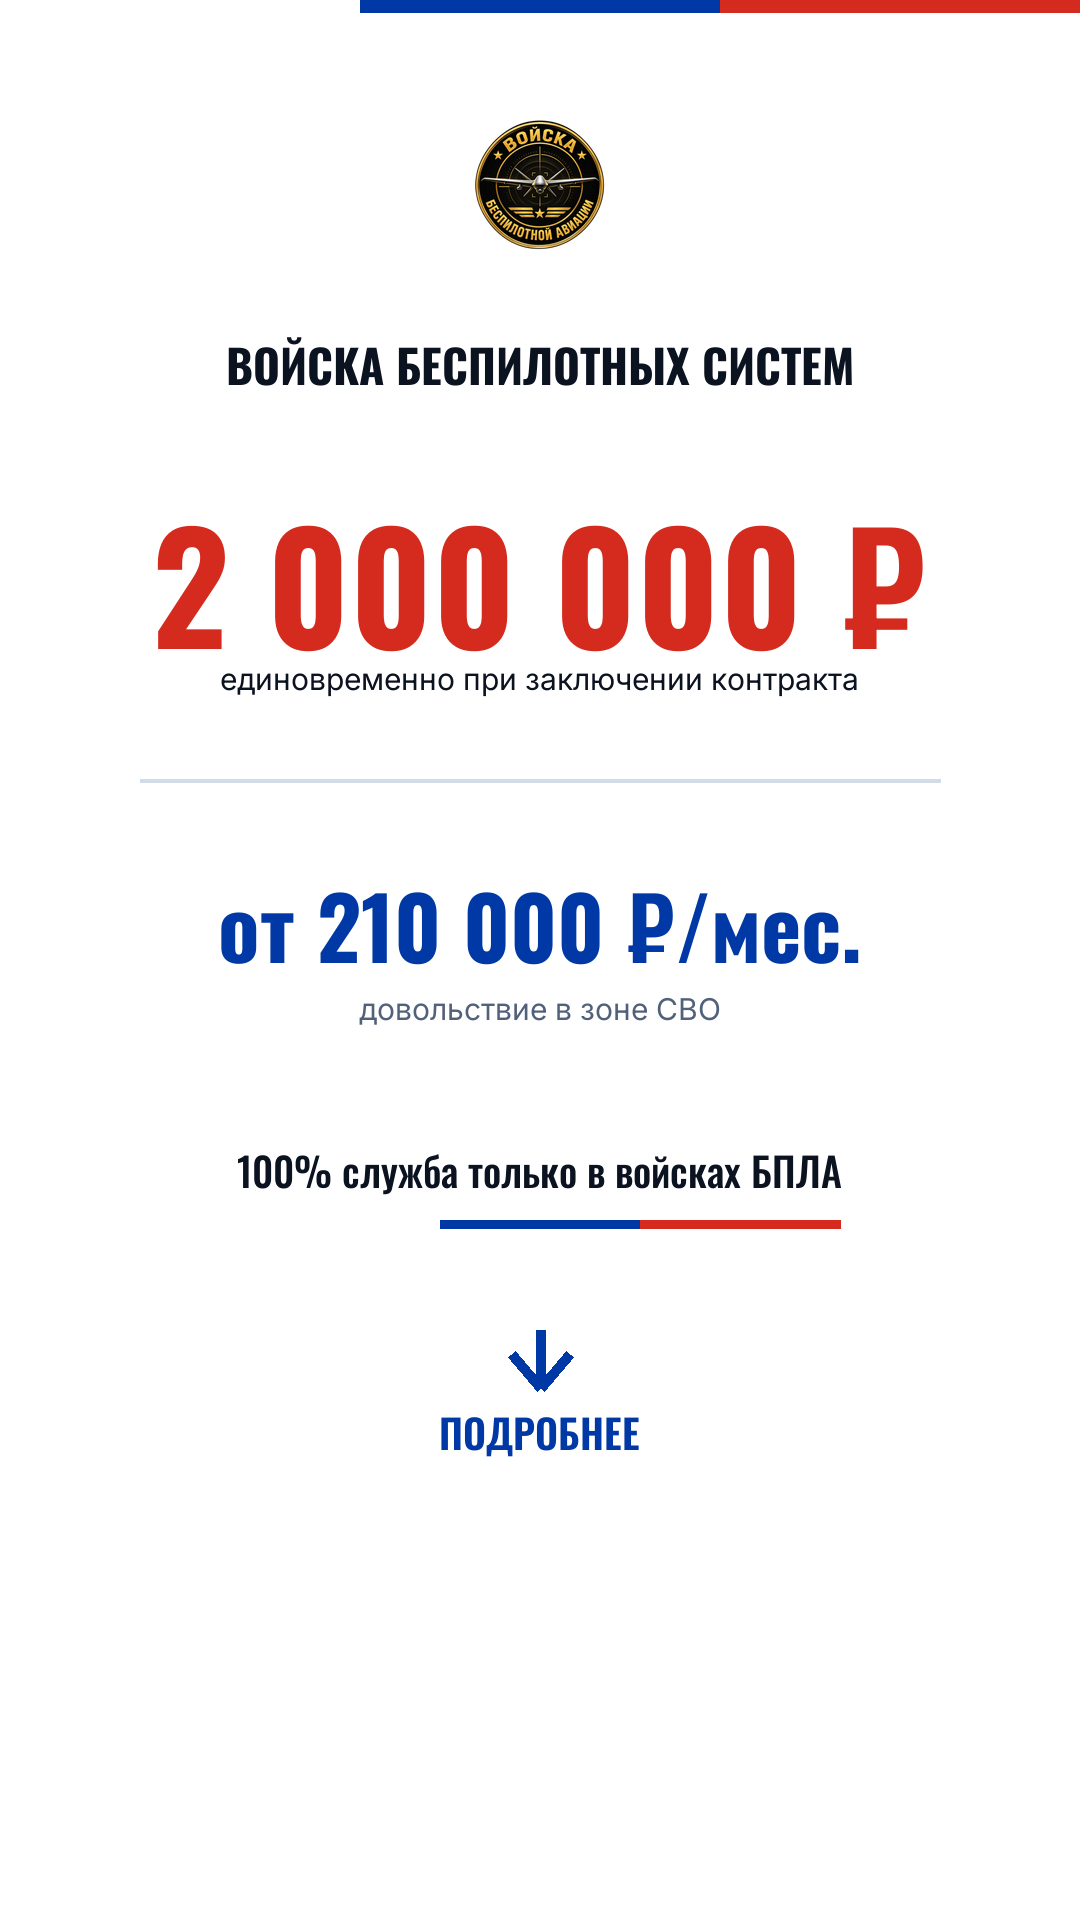 ВОЙСКА
БЕСПИЛОТНОЙ АВИАЦИИ
ВОЙСКА БЕСПИЛОТНЫХ СИСТЕМ
2 000 000 ₽
единовременно при заключении контракта
от 210 000 ₽/мес.
довольствие в зоне СВО
100% служба только в войсках БПЛА
ПОДРОБНЕЕ